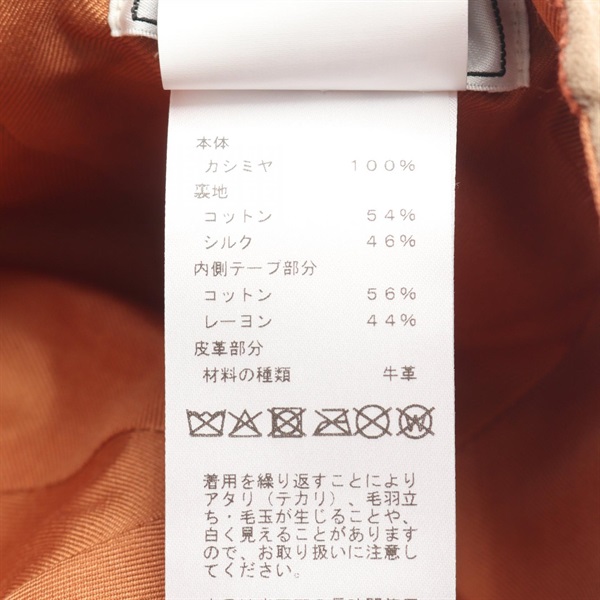 本体
カシミヤ 100%
裏地
コットン 54%
シルク 46%
内側テープ部分
コットン 56%
レーヨン 44%
皮革部分
材料の種類 牛革
W
着用を繰り返すことにより
アタリ（テカリ）、毛羽立
ち・毛玉が生じることや、
白く見えることがあります
ので、お取り扱いに注意し
てください。